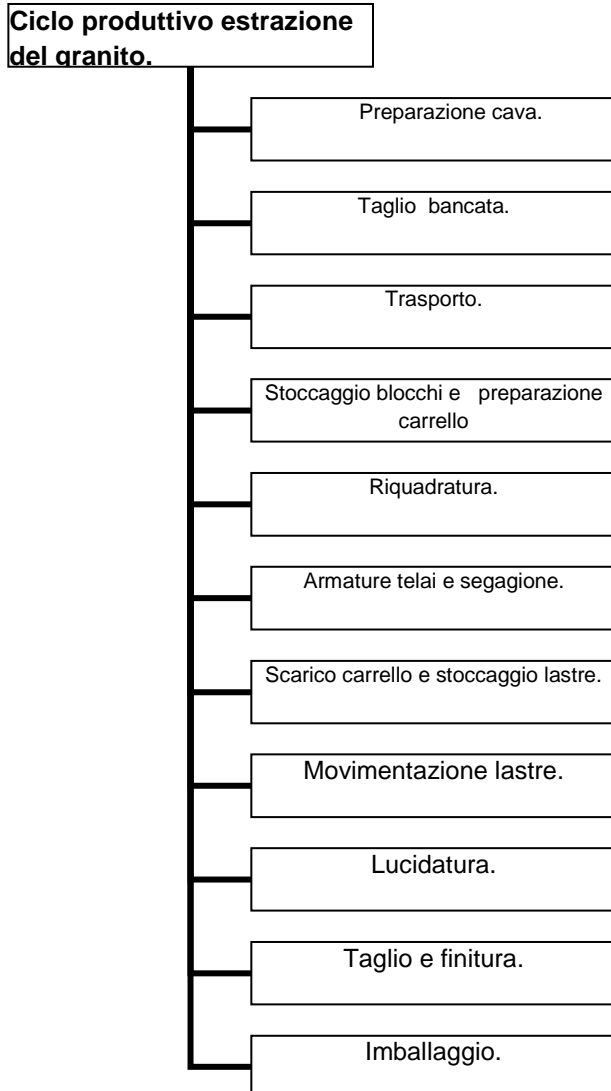 Ciclo produttivo estrazione
del granito.
Preparazione cava.
Taglio bancata.
Trasporto.
Stoccaggio blocchi e preparazione
carrello
Riquadratura.
Armature telai e segagione.
Scarico carrello e stoccaggio lastre.
Movimentazione lastre.
Lucidatura.
Taglio e finitura.
Imballaggio.